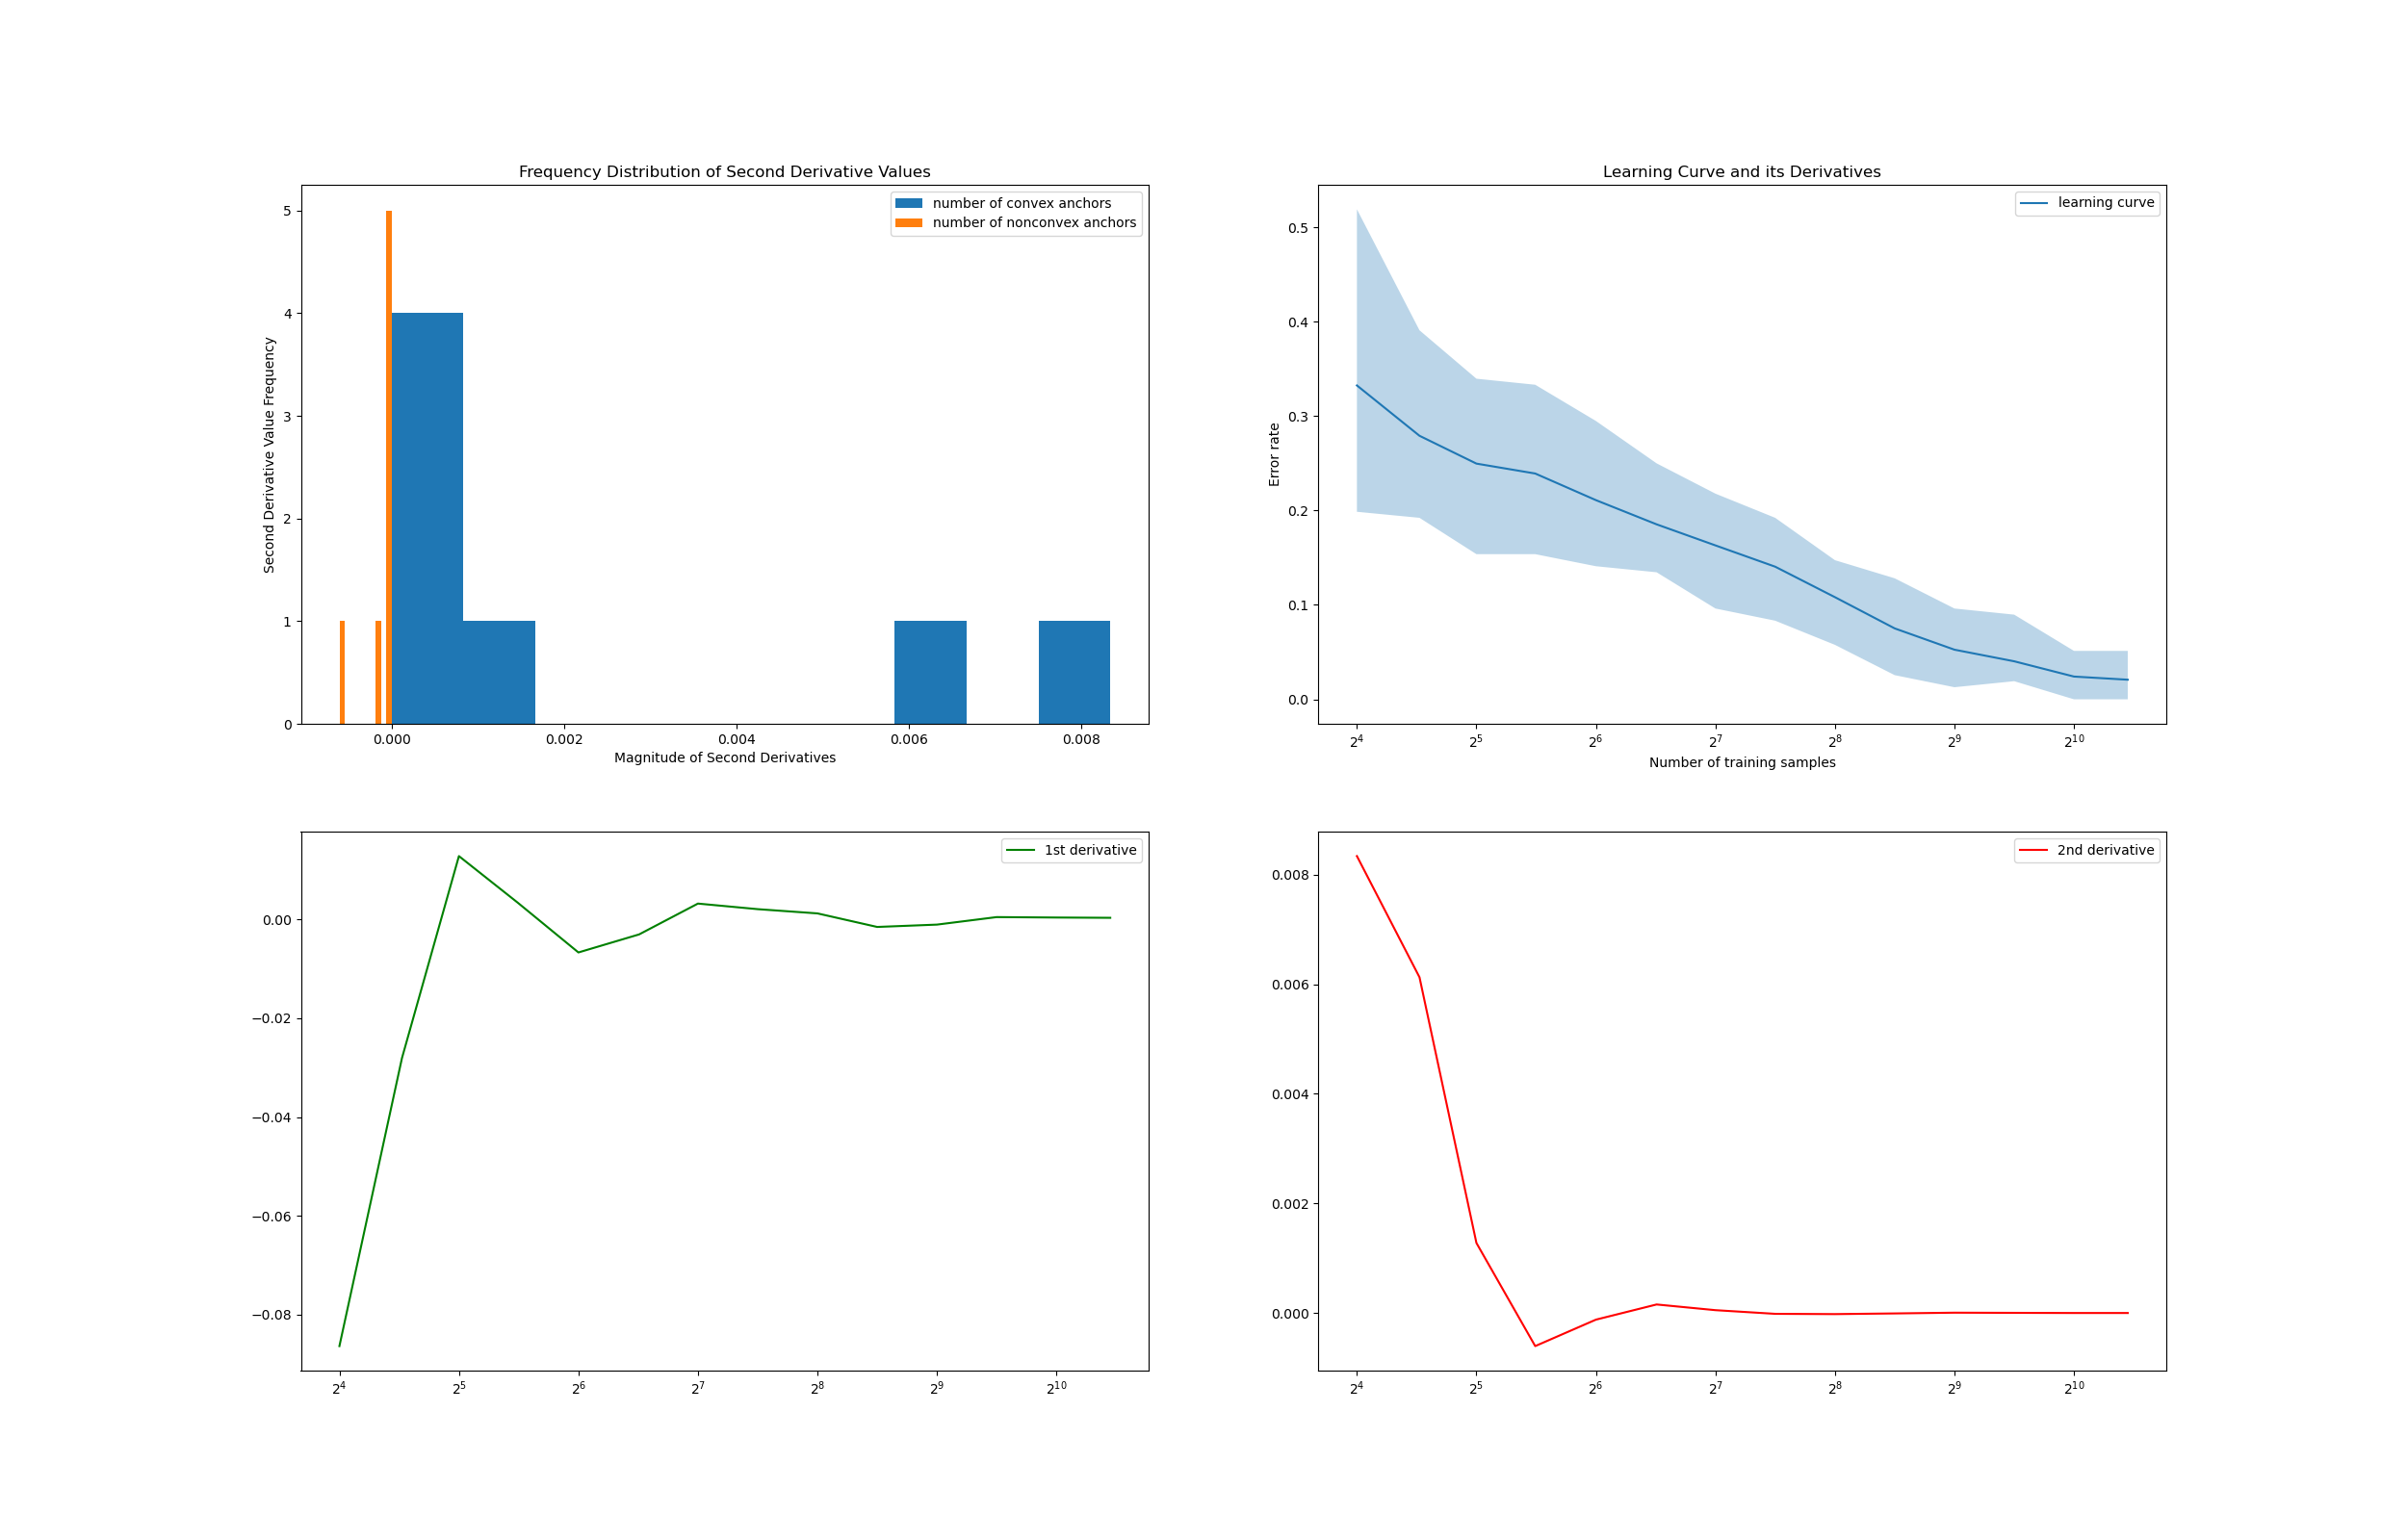 Frequency Distribution of Second Derivative Values
number of convex anchors
number of nonconvex anchors
5
4
3
2
1
0
Second Derivative Value Frequency
0.000 0.002 0.004 0.006 0.008
Magnitude of Second Derivatives
Learning Curve and its Derivatives
learning curve
0.5
0.4
0.3
0.2
0.1
0.0
Error rate
2⁴ 2⁵ 2⁶ 2⁷ 2⁸ 2⁹ 2¹⁰
Number of training samples
1st derivative
0.00
−0.02
−0.04
−0.06
−0.08
2⁴ 2⁵ 2⁶ 2⁷ 2⁸ 2⁹ 2¹⁰
2nd derivative
0.008
0.006
0.004
0.002
0.000
2⁴ 2⁵ 2⁶ 2⁷ 2⁸ 2⁹ 2¹⁰